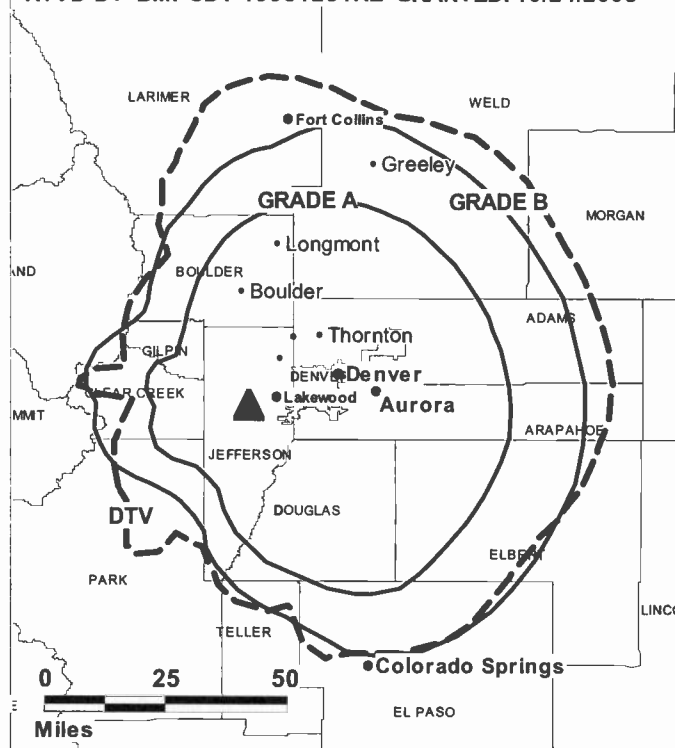 LARIMER
WELD
Fort Collins
Greeley
GRADE A
GRADE B
MORGAN
Longmont
BOULDER
Boulder
ADAMS
Thornton
GILPIN
DENVER
Denver
CLEAR CREEK
Lakewood
Aurora
ARAPAHOE
JEFFERSON
DTV
DOUGLAS
ELBERT
PARK
TELLER
Colorado Springs
0 25 50
Miles
EL PASO